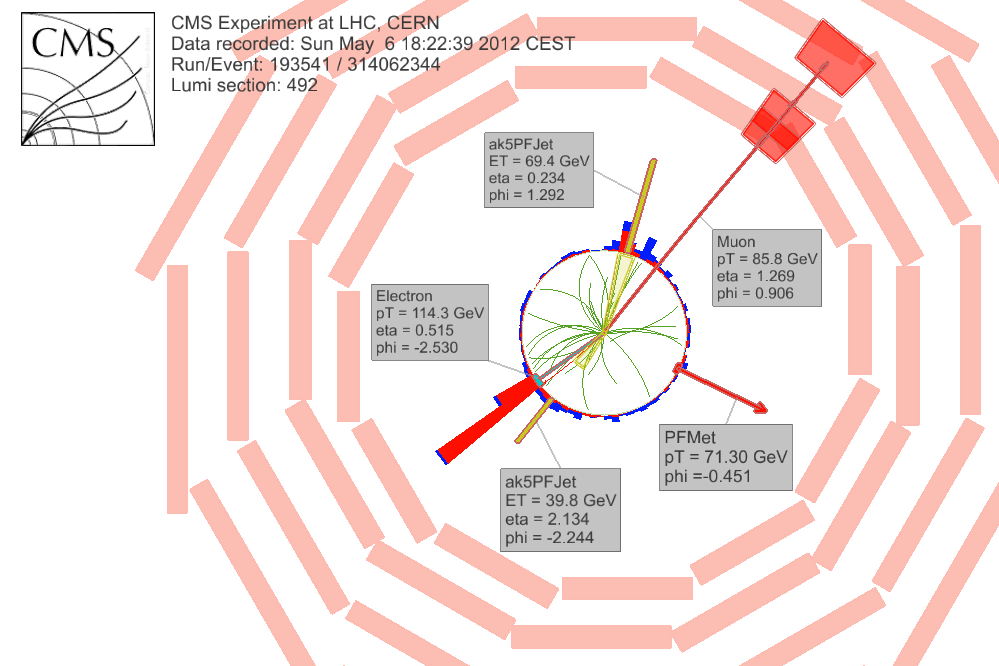 CMS
CMS Experiment at LHC, CERN
Data recorded: Sun May 6 18:22:39 2012 CEST
Run/Event: 193541 / 314062344
Lumi section: 492
ak5PFJet
ET = 69.4 GeV
eta = 0.234
phi = 1.292
Muon
pT = 85.8 GeV
eta = 1.269
phi = 0.906
Electron
pT = 114.3 GeV
eta = 0.515
phi = -2.530
PFMet
pT = 71.30 GeV
phi =-0.451
ak5PFJet
ET = 39.8 GeV
eta = 2.134
phi = -2.244